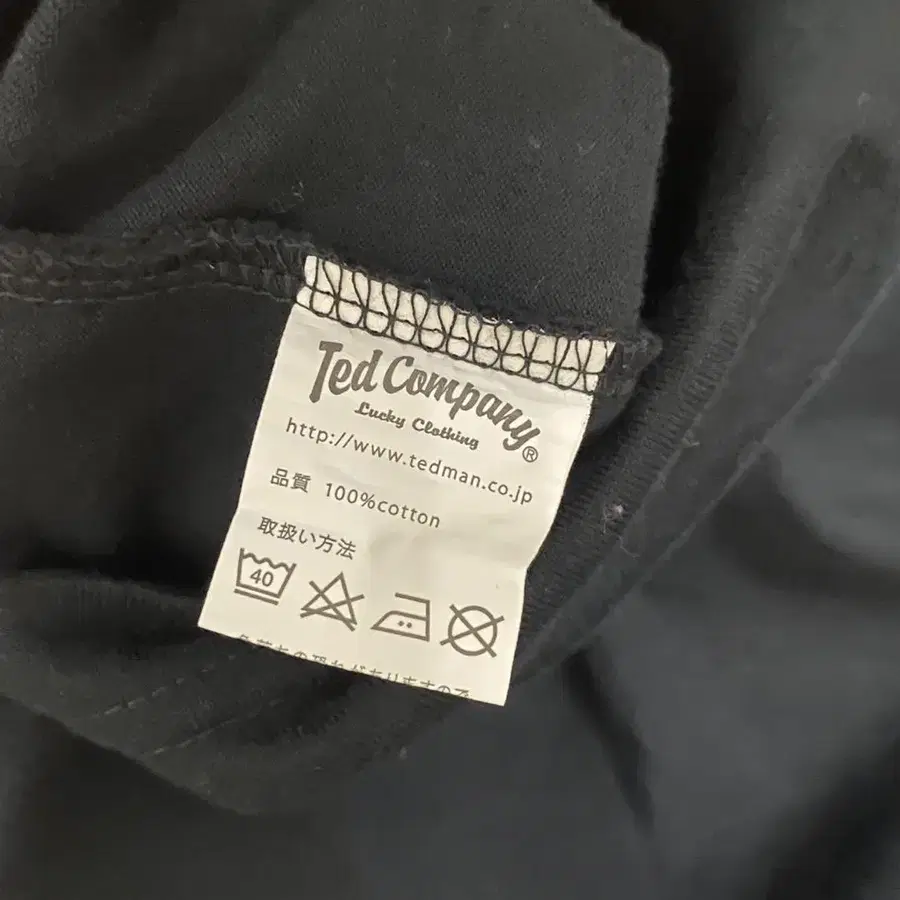 Ted Company®
Lucky Clothing
http://www.tedman.co.jp
品質 100%cotton
取扱い方法
40